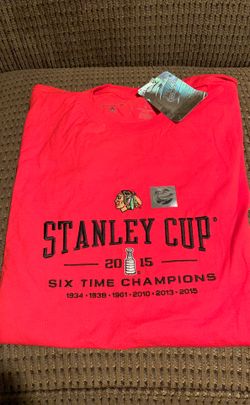 STANLEY CUP®
20 15
SIX TIME CHAMPIONS
1934 • 1938 • 1961 • 2010 • 2013 • 2015